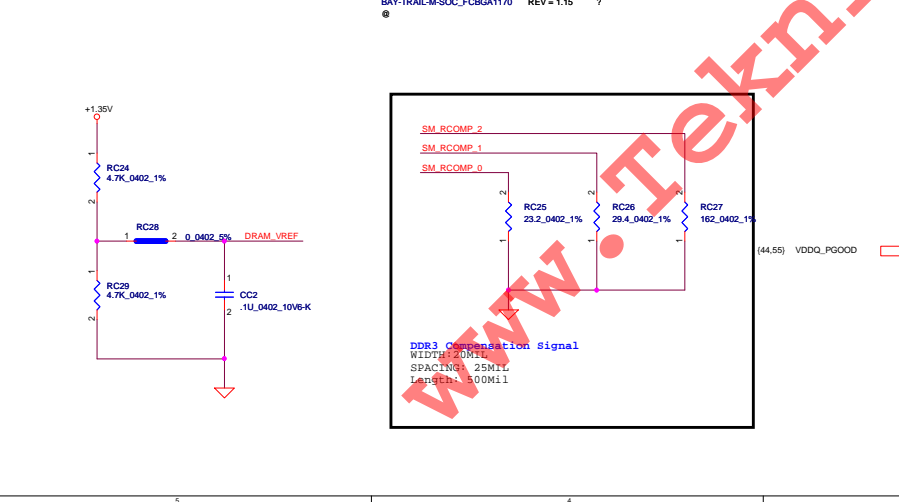 BAY-TRAIL-M-SOC_FCBGA1170 REV = 1.15 ?
@
+1.35V
1
RC24
4.7K_0402_1%
2
RC28
1 2 0_0402_5% DRAM_VREF
1
RC29
4.7K_0402_1%
2
1
CC2
.1U_0402_10V6-K
2
SM_RCOMP_2
SM_RCOMP_1
SM_RCOMP_0
2 2 2
RC25 RC26 RC27
23.2_0402_1% 29.4_0402_1% 162_0402_1%
1 1 1
{44,55} VDDQ_PGOOD
DDR3 Compensation Signal
WIDTH:20MIL
SPACING: 25MIL
Length: 500Mil
www.Tekn
5 4